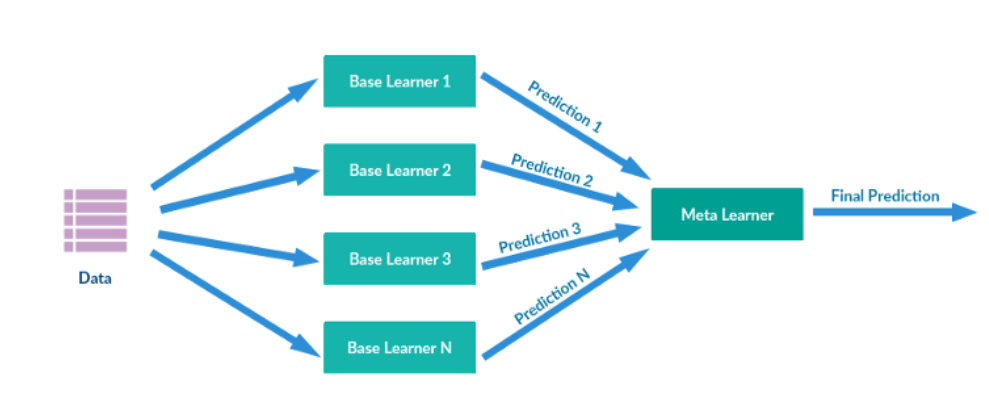 Data
Base Learner 1
Base Learner 2
Base Learner 3
Base Learner N
Prediction 1
Prediction 2
Prediction 3
Prediction N
Meta Learner
Final Prediction